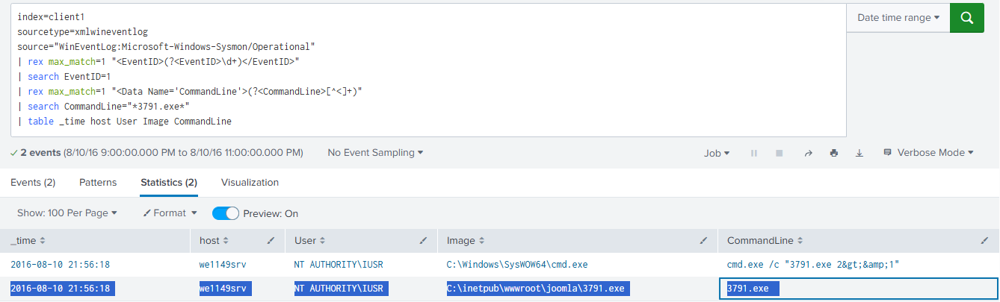 index=client1
sourcetype=xmlwineventlog
source="WinEventLog:Microsoft-Windows-Sysmon/Operational"
| rex max_match=1 "<EventID>(?<EventID>\d+)</EventID>"
| search EventID=1
| rex max_match=1 "<Data Name='CommandLine'>(?<CommandLine>[^<]+)"
| search CommandLine="*3791.exe*"
| table _time host User Image CommandLine
Date time range
2 events (8/10/16 9:00:00.000 PM to 8/10/16 11:00:00.000 PM) No Event Sampling Job Verbose Mode
Events (2) Patterns Statistics (2) Visualization
Show: 100 Per Page Format Preview: On
_time host User Image CommandLine
2016-08-10 21:56:18 we1149srv NT AUTHORITY\IUSR C:\Windows\SysWOW64\cmd.exe cmd.exe /c "3791.exe 2&gt;&amp;1"
2016-08-10 21:56:18 we1149srv NT AUTHORITY\IUSR C:\inetpub\wwwroot\joomla\3791.exe 3791.exe